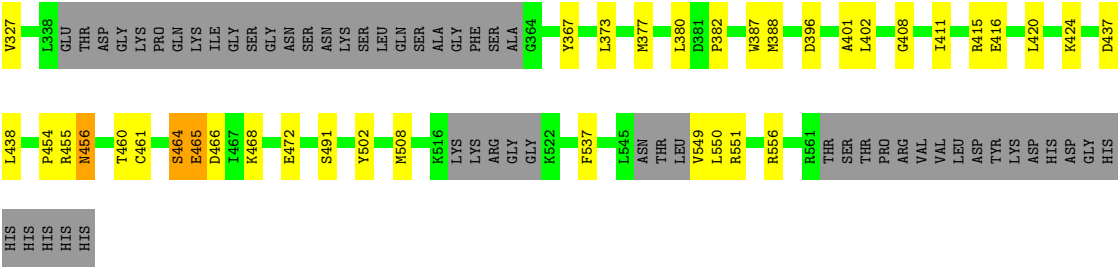 V327 L338 GLU THR ASP GLY LYS PRO GLN LYS ILE GLY SER GLY ASN SER ASN LYS SER LEU GLN SER ALA GLY PHE SER ALA G364 Y367 L373 M377 L380 D381 P382 W387 M388 D396 A401 L402 G408 I411 R415 E416 L420 K424 D437
L438 P454 R455 N456 T460 C461 S464 E465 D466 I467 K468 E472 S491 Y502 M508 K516 LYS LYS ARG GLY GLY K522 F537 L545 ASN THR LEU V549 L550 R551 R556 R561 THR SER THR PRO ARG VAL VAL LEU ASP TYR LYS ASP HIS ASP GLY HIS
HIS HIS HIS HIS HIS